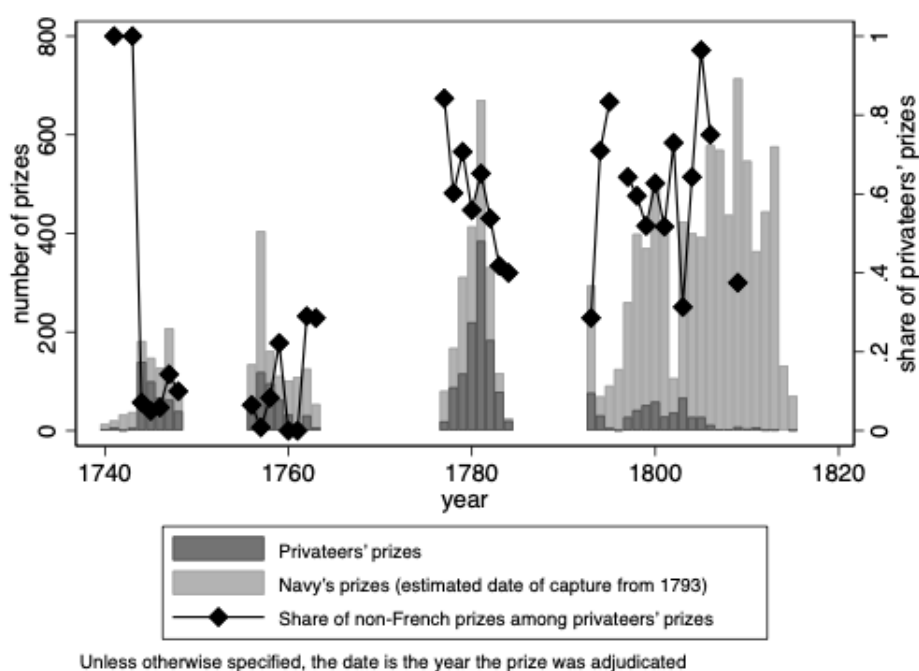 800
600
400
200
0
number of prizes
1
.8
.6
.4
.2
0
share of privateers' prizes
1740 1760 1780 1800 1820
year
Privateers' prizes
Navy's prizes (estimated date of capture from 1793)
Share of non-French prizes among privateers' prizes
Unless otherwise specified, the date is the year the prize was adjudicated